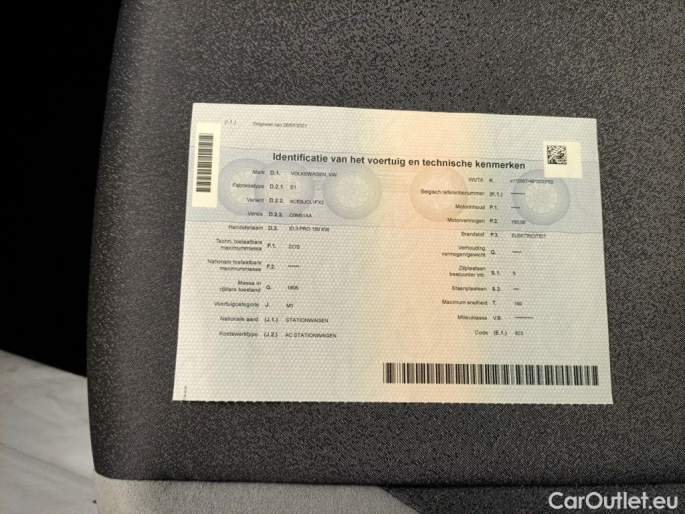 Identificatie van het voertuig en technische kenmerken
Merk D.1. VOLKSWAGEN, VW
Fabriekstype D.2.1. E1
Variant D.2.2.
Versie D.2.3.
Handelsnaam D.3. ID.3 PRO 150 KW
Techn. toelaatbare
maximummassa F.1. 2270
Nationale toelaatbare
maximummassa F.2. ------
Massa in
rijklare toestand G.
Voertuigcategorie J. M1
Nationale aard (J.1.) STATIONWAGEN
Koetswerktype (J.2.) AC STATIONWAGEN
WVTA K.
Belgisch referentienummer (F.1.) ------
Motorinhoud P.1. ----
Motorvermogen P.2. 150,00
Brandstof P.3. ELEKTRICITEIT
Verhouding
vermogen/gewicht Q. ----
Zitplaatsen
bestuurder inb. S.1. 5
Staanplaatsen S.2. ---
Maximum snelheid T. 160
Milieuklasse V.9. --------
Code (E.1.)
CarOutlet.eu